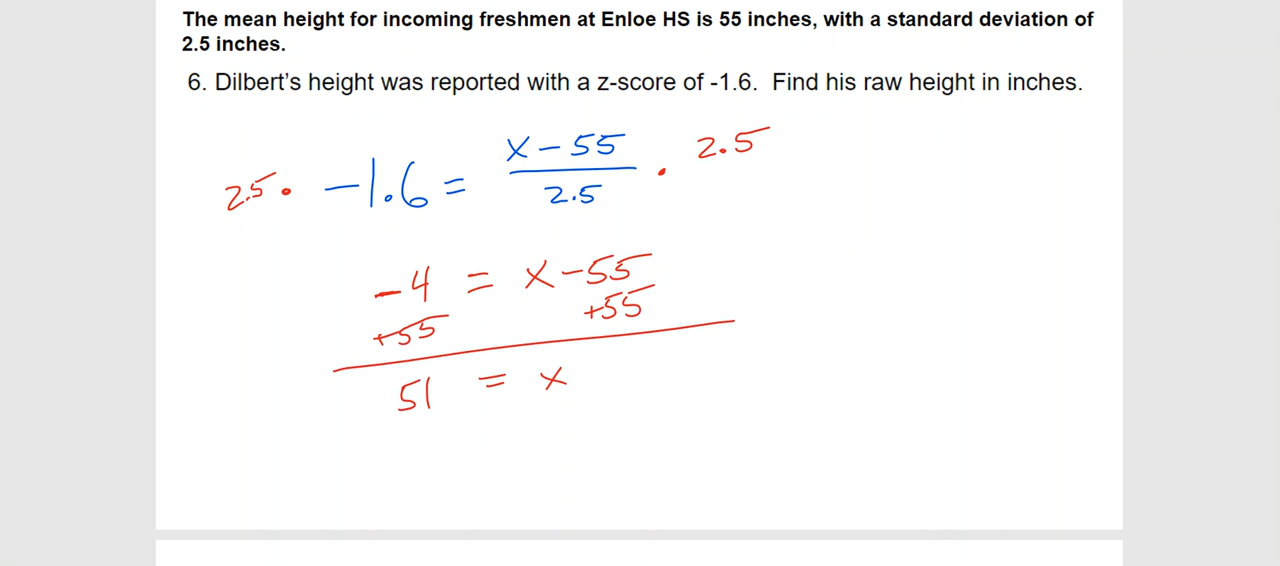 The mean height for incoming freshmen at Enloe HS is 55 inches, with a standard deviation of
2.5 inches.
6. Dilbert's height was reported with a z-score of -1.6. Find his raw height in inches.
x - 55
2.5 • -1.6 = ――― • 2.5
2.5
-4 = x - 55
+55 +55
51 = x